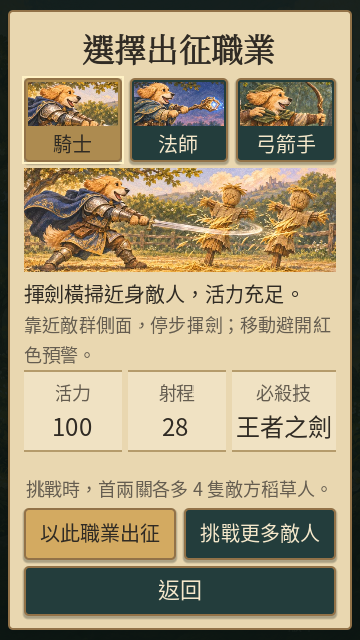 選擇出征職業
騎士
法師
弓箭手
揮劍橫掃近身敵人，活力充足。
靠近敵群側面，停步揮劍；移動避開紅
色預警。
活力
射程
必殺技
100
28
王者之劍
挑戰時，首兩關各多 4 隻敵方稻草人。
以此職業出征
挑戰更多敵人
返回